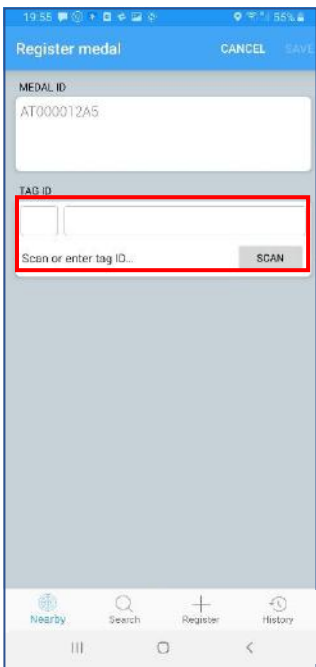 19:55 55%
Register medal CANCEL SAVE
MEDAL ID
AT000012A5
TAG ID
Scan or enter tag ID... SCAN
Nearby Search Register History